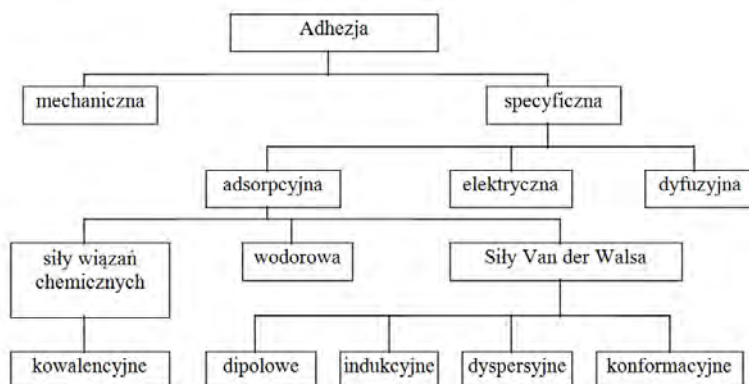 Adhezja
mechaniczna
specyficzna
adsorpcyjna
elektryczna
dyfuzyjna
siły wiązań
chemicznych
wodorowa
Siły Van der Walsa
kowalencyjne
dipolowe
indukcyjne
dyspersyjne
konformacyjne